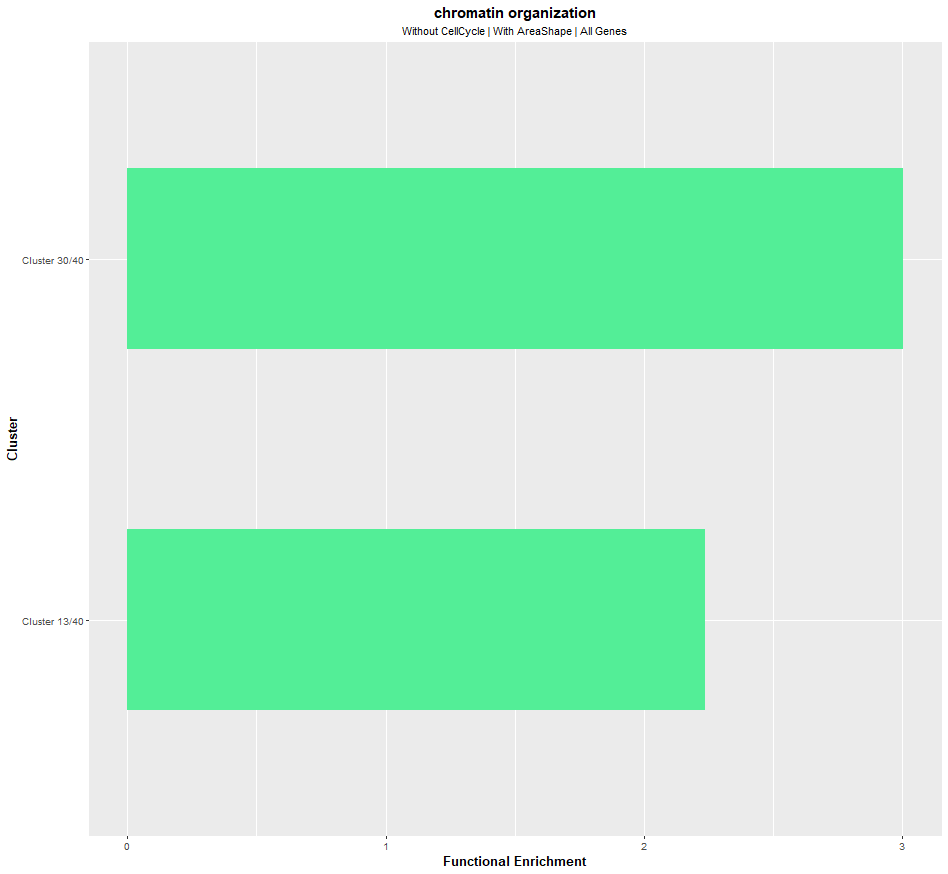 chromatin organization
Without CellCycle | With AreaShape | All Genes
Cluster
Cluster 30/40
Cluster 13/40
0 1 2 3
Functional Enrichment